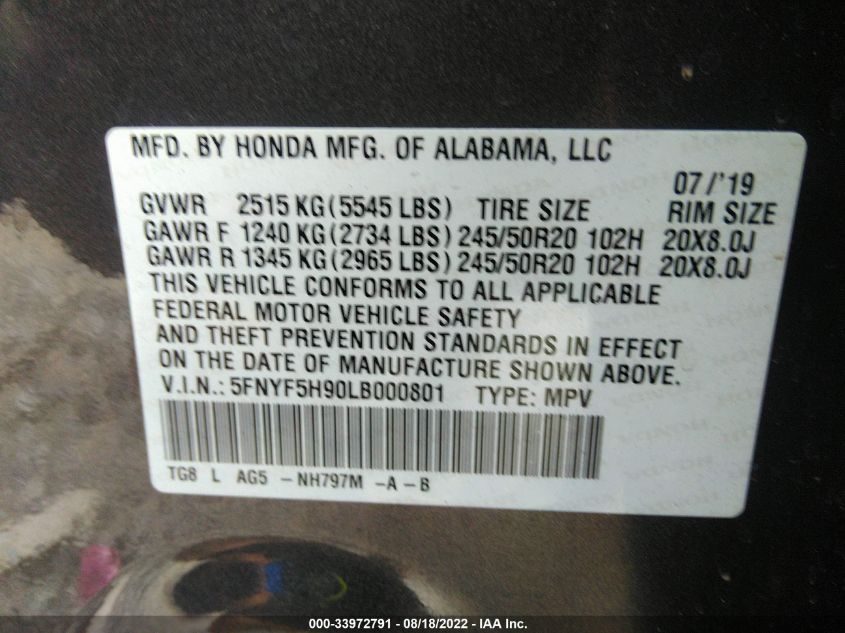 MFD. BY HONDA MFG. OF ALABAMA, LLC
07/'19
GVWR 2515 KG(5545 LBS) TIRE SIZE RIM SIZE
GAWR F 1240 KG(2734 LBS) 245/50R20 102H 20X8.0J
GAWR R 1345 KG(2965 LBS) 245/50R20 102H 20X8.0J
THIS VEHICLE CONFORMS TO ALL APPLICABLE
FEDERAL MOTOR VEHICLE SAFETY
AND THEFT PREVENTION STANDARDS IN EFFECT
ON THE DATE OF MANUFACTURE SHOWN ABOVE.
V.I.N.: 5FNYF5H90LB000801 TYPE: MPV
TG8 L AG5 -NH797M -A -B
000-33972791 - 08/18/2022 - IAA Inc.